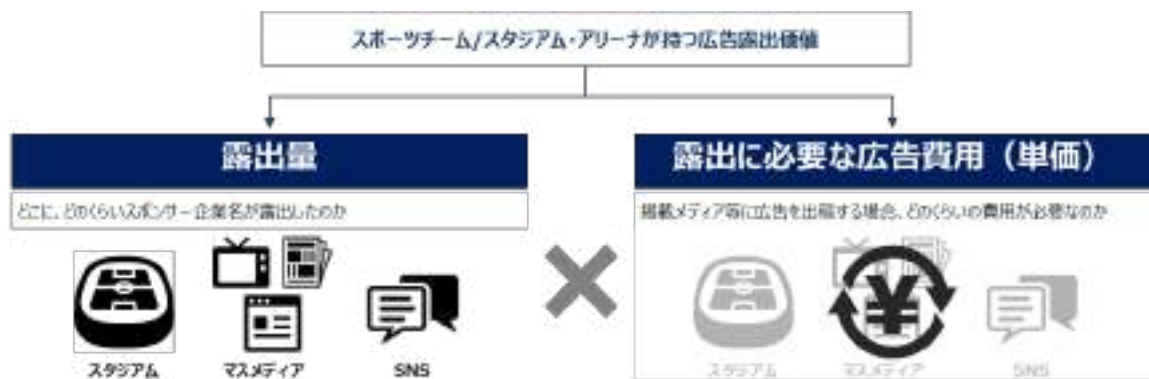 スポーツチーム/スタジアム・アリーナが持つ広告露出価値
露出量
どこに、どのくらいスポンサー企業名が露出したのか
スタジアム
マスメディア
SNS
露出に必要な広告費用（単価）
掲載メディア等に広告を出稿する場合、どのくらいの費用が必要なのか
¥
スタジアム
マスメディア
SNS